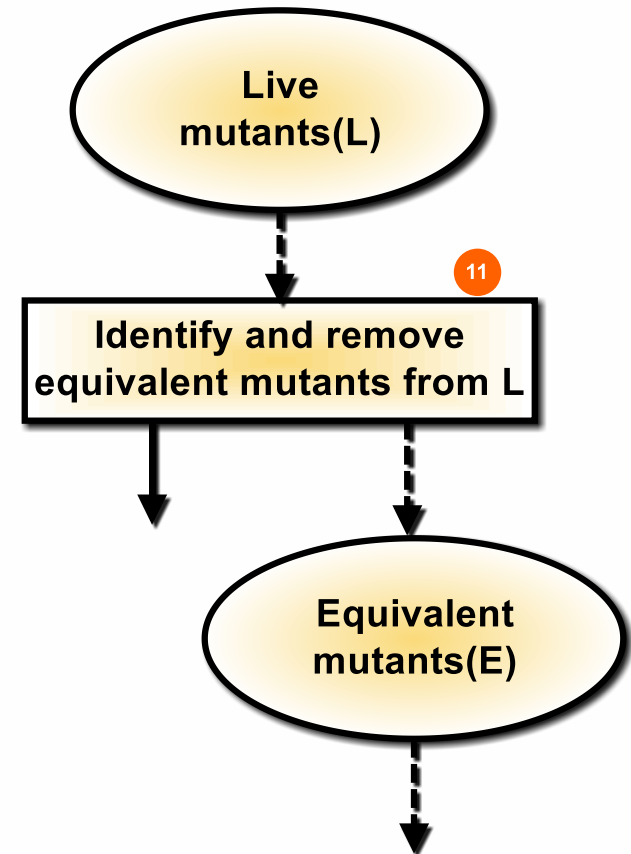 Live
mutants(L)
11
Identify and remove
equivalent mutants from L
Equivalent
mutants(E)